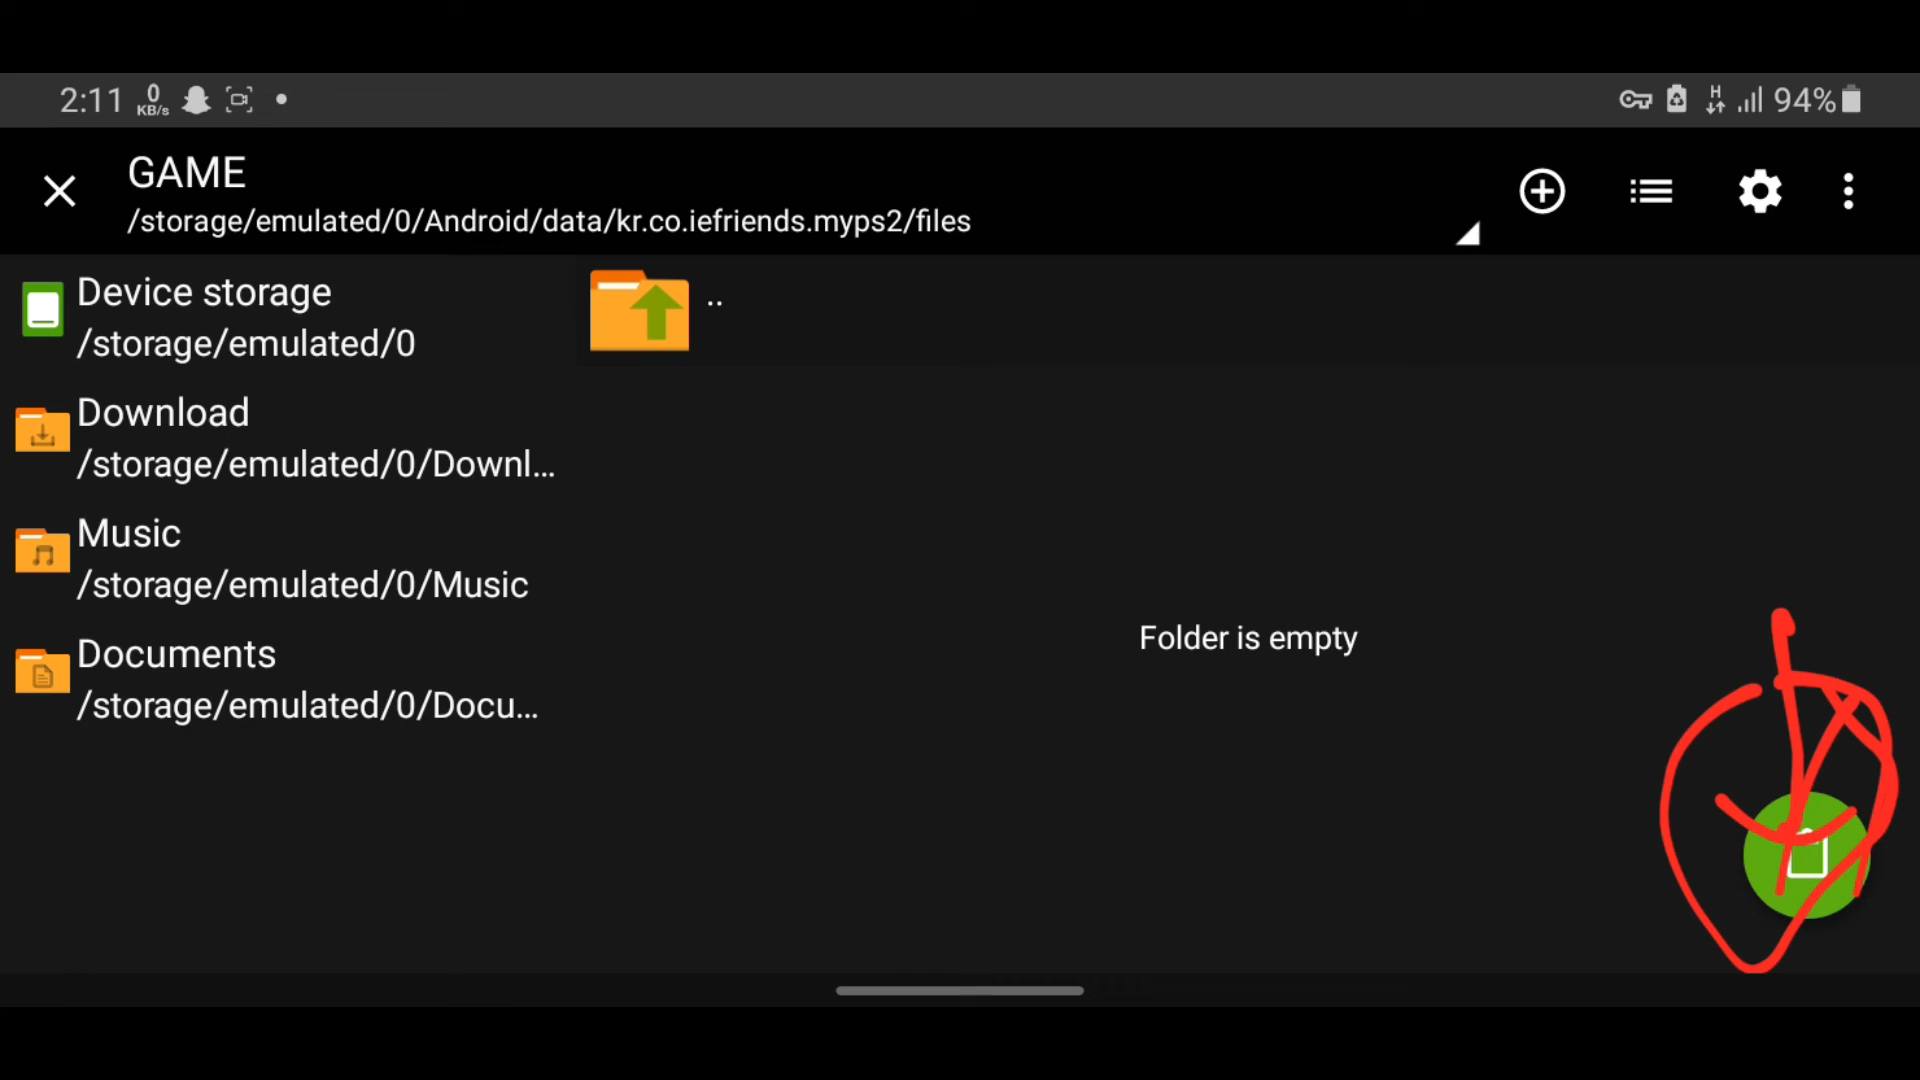 2:11 0 KB/s H 94%
GAME
/storage/emulated/0/Android/data/kr.co.iefriends.myps2/files
Device storage
/storage/emulated/0
..
Download
/storage/emulated/0/Downl...
Music
/storage/emulated/0/Music
Documents
/storage/emulated/0/Docu...
Folder is empty